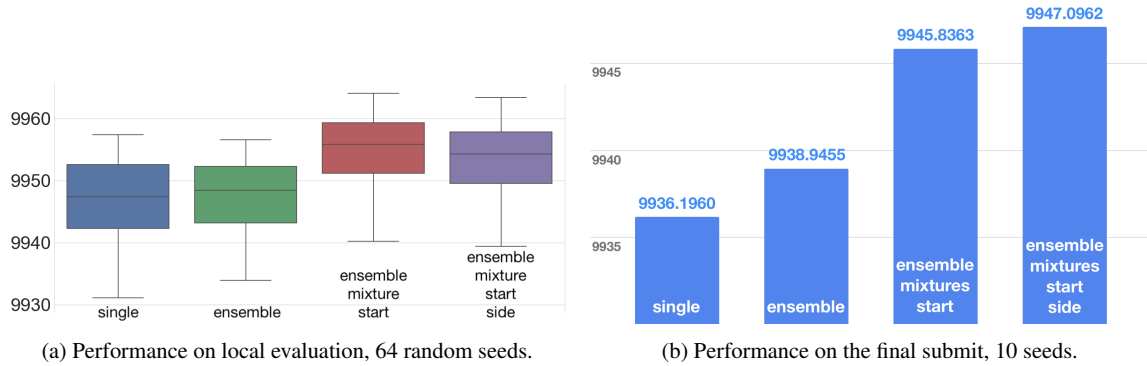 9960
9950
9940
9930
single
ensemble
ensemble
mixture
start
ensemble
mixture
start
side
(a) Performance on local evaluation, 64 random seeds.
9945
9940
9935
9936.1960
9938.9455
9945.8363
9947.0962
single
ensemble
ensemble
mixtures
start
ensemble
mixtures
start
side
(b) Performance on the final submit, 10 seeds.